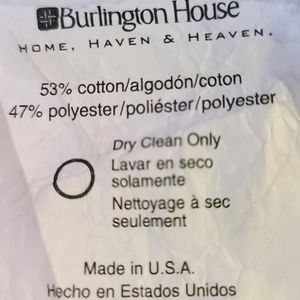 Burlington House
HOME, HAVEN & HEAVEN.
53% cotton/algodón/coton
47% polyester/poliéster/polyester
Dry Clean Only
Lavar en seco
solamente
Nettoyage à sec
seulement
Made in U.S.A.
Hecho en Estados Unidos